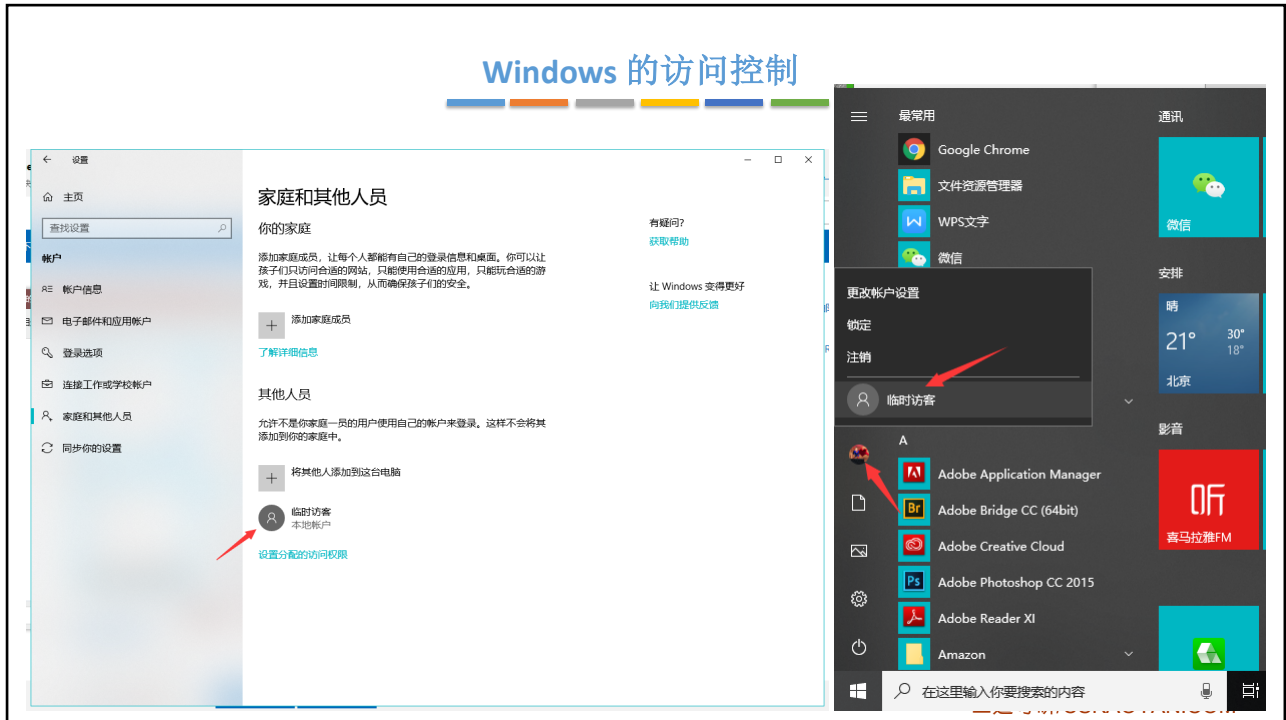 Windows 的访问控制
设置
主页
查找设置
帐户
帐户信息
电子邮件和应用帐户
登录选项
连接工作或学校帐户
家庭和其他人员
同步你的设置
家庭和其他人员
你的家庭
添加家庭成员，让每个人都能有自己的登录信息和桌面。你可以让
孩子们只访问合适的网站，只能使用合适的应用，只能玩合适的游
戏，并且设置时间限制，从而确保孩子们的安全。
添加家庭成员
了解详细信息
其他人员
允许不是你家庭一员的用户使用自己的帐户来登录。这样不会将其
添加到你的家庭中。
将其他人添加到这台电脑
临时访客
本地帐户
设置分配的访问权限
有疑问?
获取帮助
让 Windows 变得更好
向我们提供反馈
最常用
Google Chrome
文件资源管理器
WPS文字
微信
更改帐户设置
锁定
注销
临时访客
A
Adobe Application Manager
Br
Adobe Bridge CC (64bit)
Adobe Creative Cloud
Ps
Adobe Photoshop CC 2015
Adobe Reader XI
Amazon
通讯
微信
安排
晴
21° 30°
18°
北京
影音
听
喜马拉雅FM
在这里输入你要搜索的内容